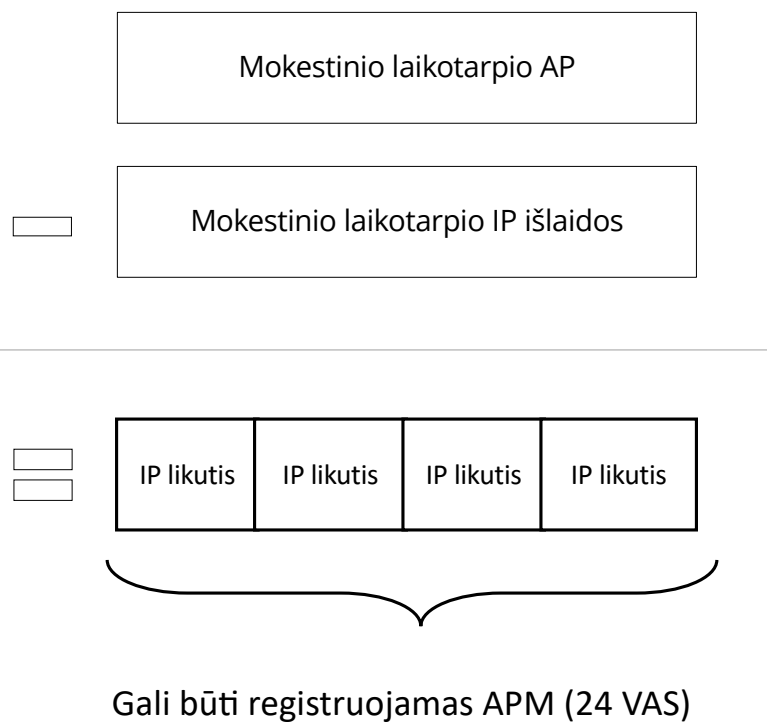 Mokestinio laikotarpio AP
Mokestinio laikotarpio IP išlaidos
IP likutis IP likutis IP likutis IP likutis
Gali būti registruojamas APM (24 VAS)